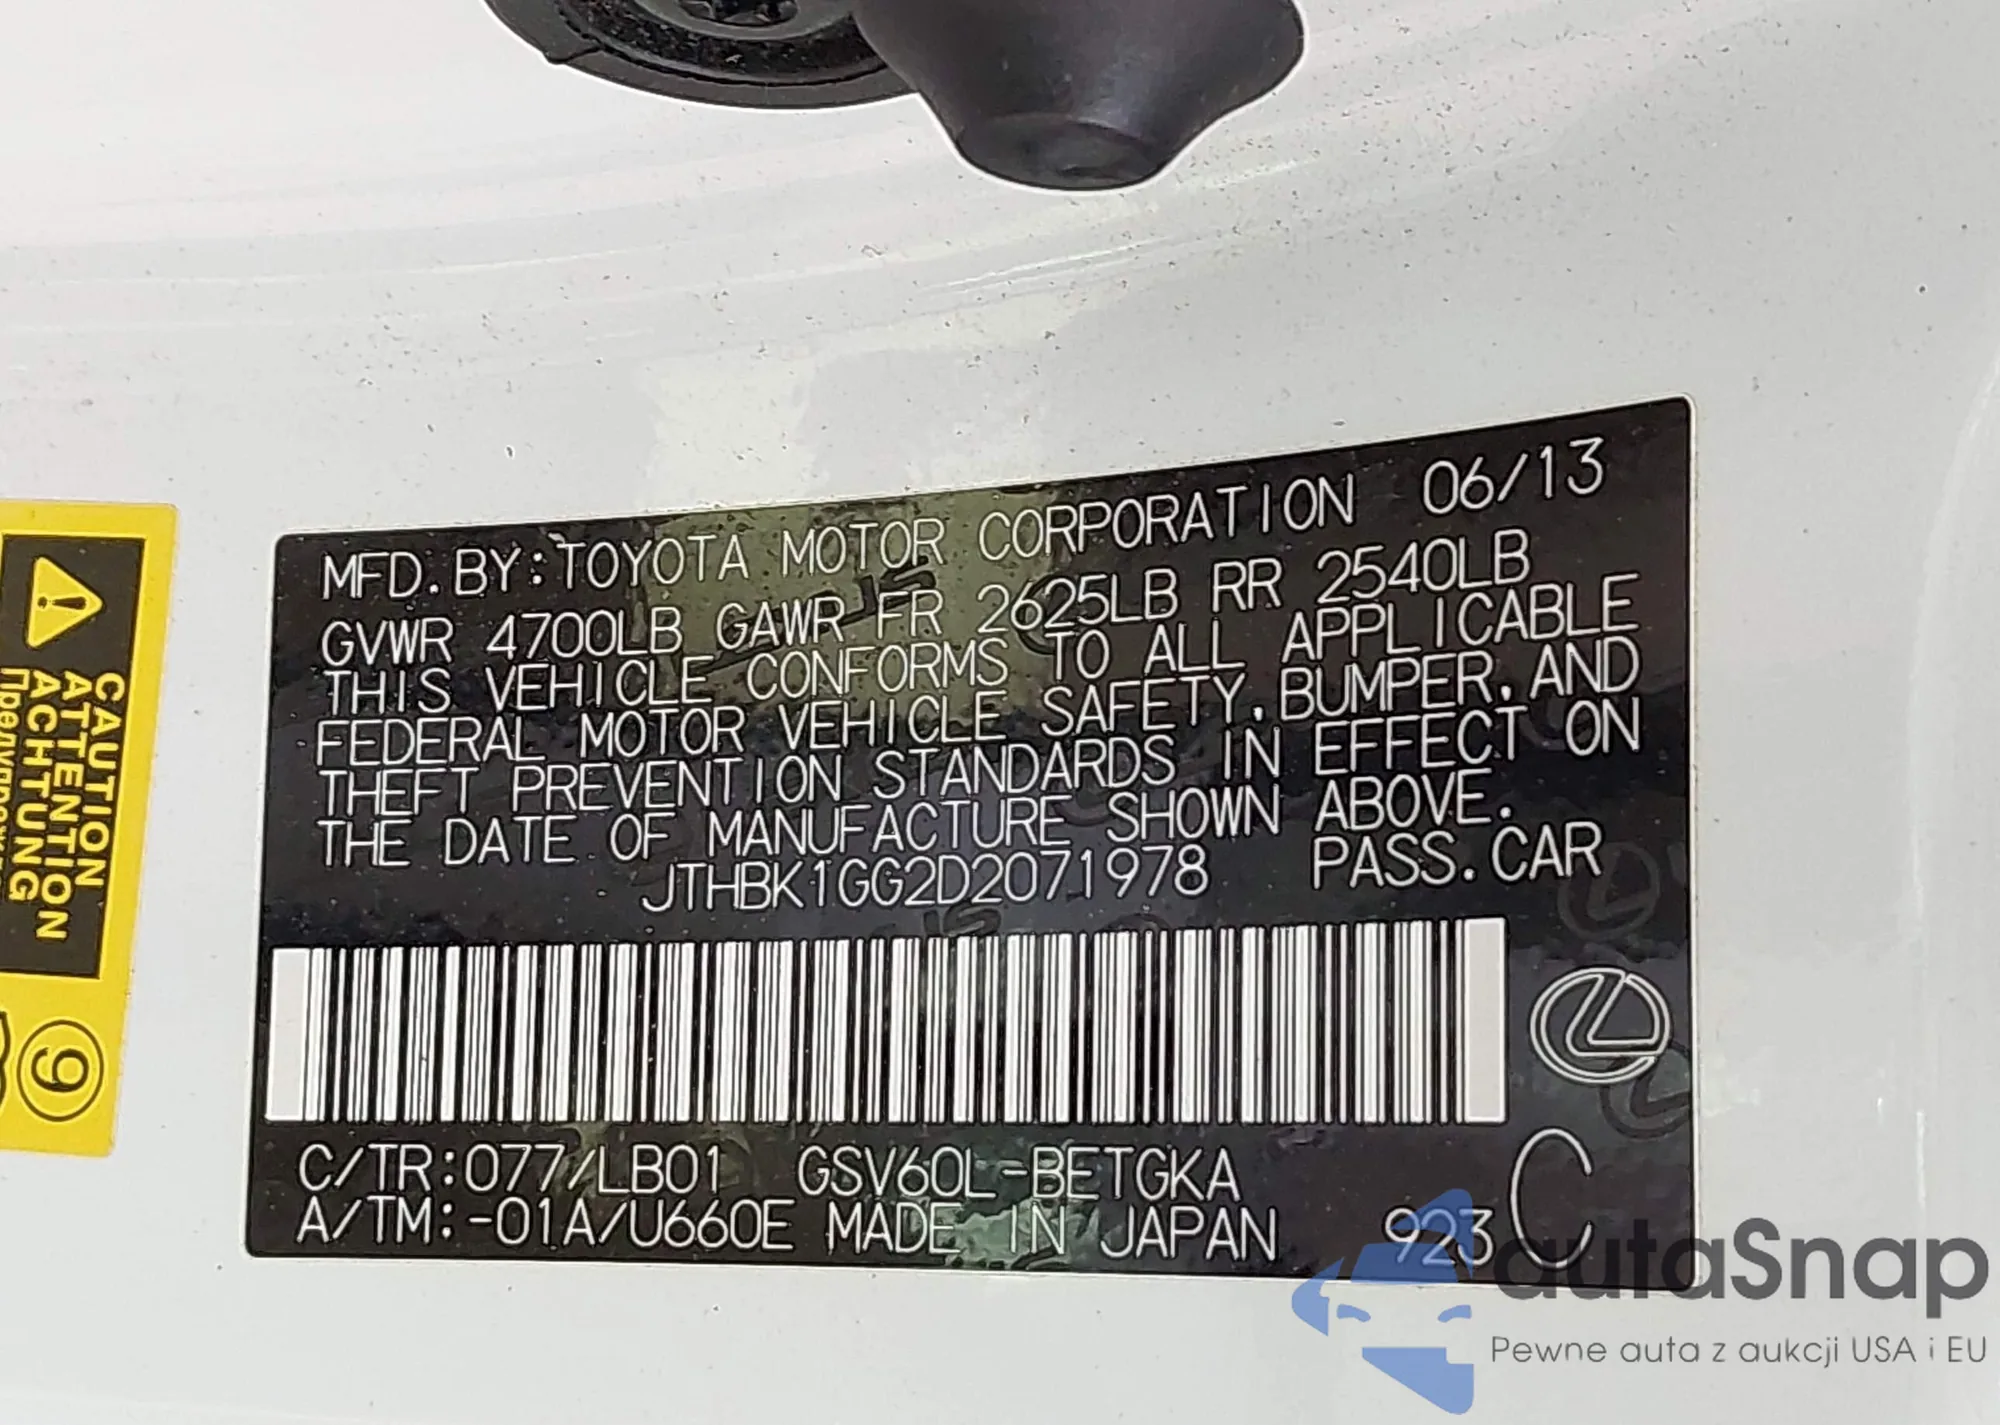 MFD. BY: TOYOTA MOTOR CORPORATION 06/13
GVWR 4700LB GAWR FR 2625LB RR 2540LB
THIS VEHICLE CONFORMS TO ALL APPLICABLE
FEDERAL MOTOR VEHICLE SAFETY, BUMPER, AND
THEFT PREVENTION STANDARDS IN EFFECT ON
THE DATE OF MANUFACTURE SHOWN ABOVE.
JTHBK1GG2D2071978 PASS. CAR
C/TR:077/LB01 GSV60L-BETGKA
A/TM:-01A/U660E MADE IN JAPAN 923 C
CAUTION
ATTENTION
ACHTUNG
9
autaSnap
Pewne auta z aukcji USA i EU